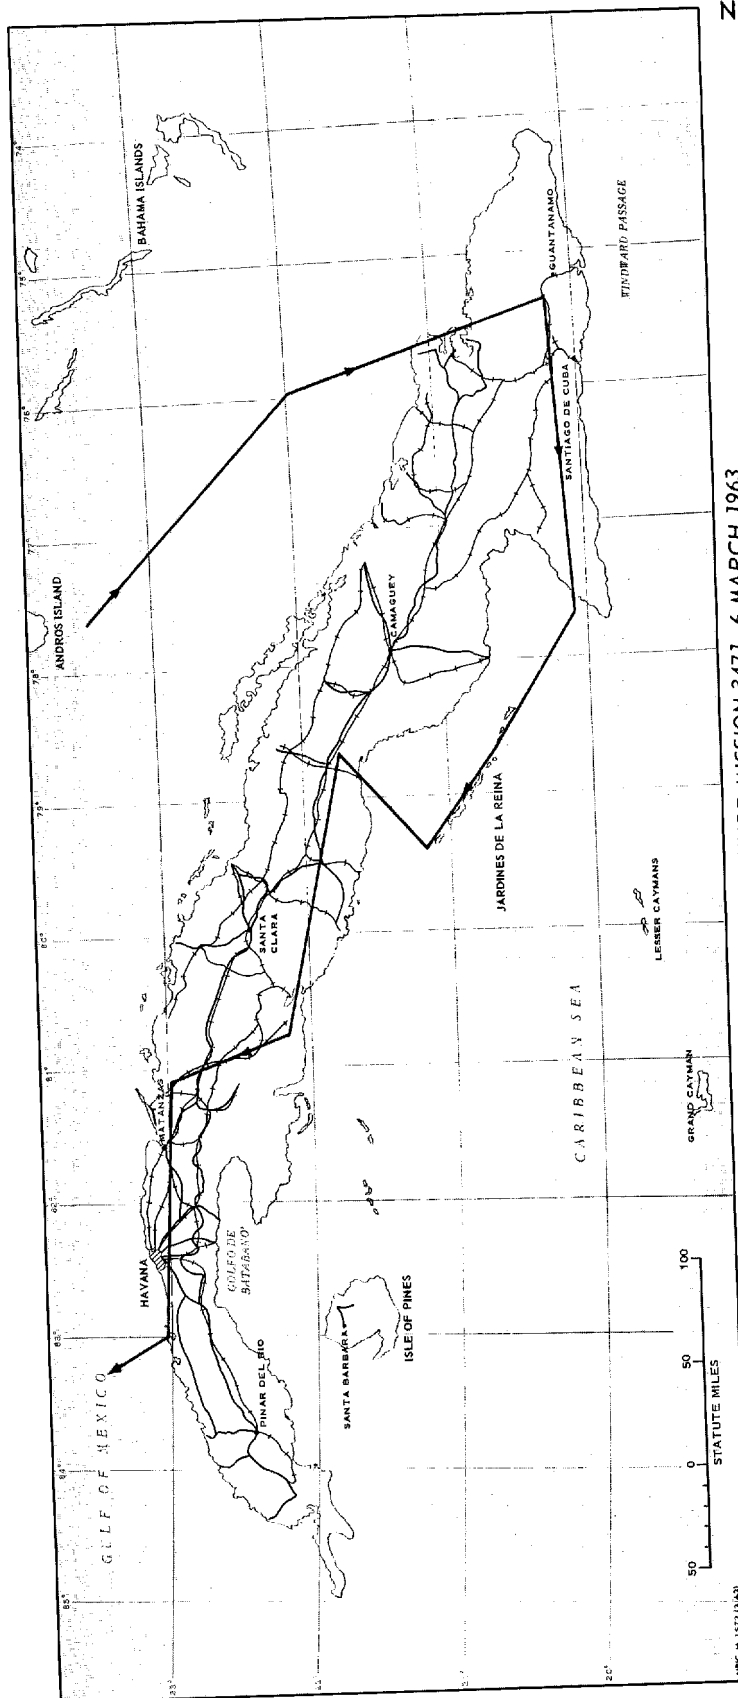 74°
75°
76°
77°
78°
79°
80°
81°
82°
83°
84°
85°
BAHAMA ISLANDS
ANDROS ISLAND
GUANTANAMO
WINDWARD PASSAGE
SANTIAGO DE CUBA
CAMAGUEY
JARDINES DE LA REINA
SANTA
CLARA
LESSER CAYMANS
CARIBBEAN SEA
GRAND CAYMAN
MATANZAS
HAVANA
GOLFO DE
BATABANO
GULF OF MEXICO
PINAR DEL RIO
SANTA BARBARA
ISLE OF PINES
23°
20°
50
0
50
100
STATUTE MILES
MISSION 3471, 6 MARCH 1963